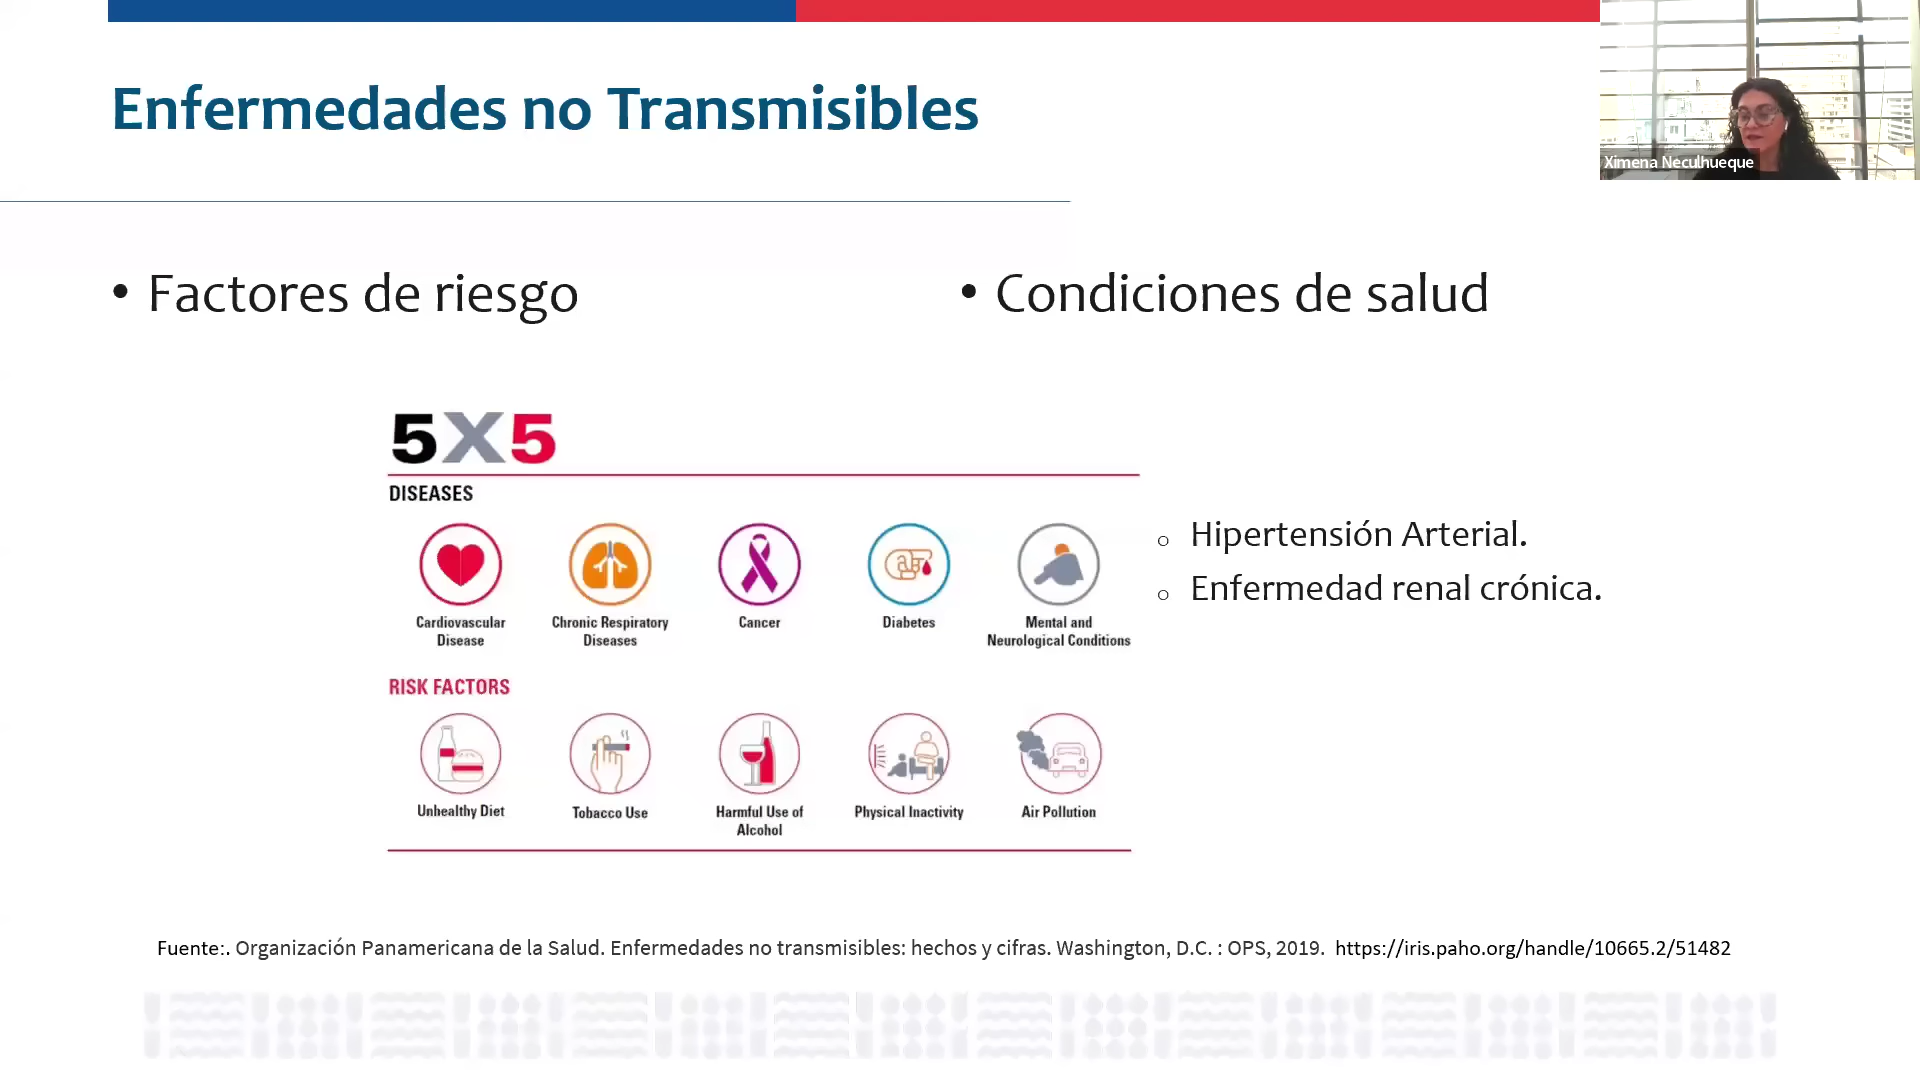 Enfermedades no Transmisibles
Ximena Neculhueque
• Factores de riesgo
• Condiciones de salud
5X5
DISEASES
Cardiovascular
Disease
Chronic Respiratory
Diseases
Cancer
Diabetes
Mental and
Neurological Conditions
o Hipertensión Arterial.
o Enfermedad renal crónica.
RISK FACTORS
Unhealthy Diet
Tobacco Use
Harmful Use of
Alcohol
Physical Inactivity
Air Pollution
Fuente:. Organización Panamericana de la Salud. Enfermedades no transmisibles: hechos y cifras. Washington, D.C. : OPS, 2019. https://iris.paho.org/handle/10665.2/51482